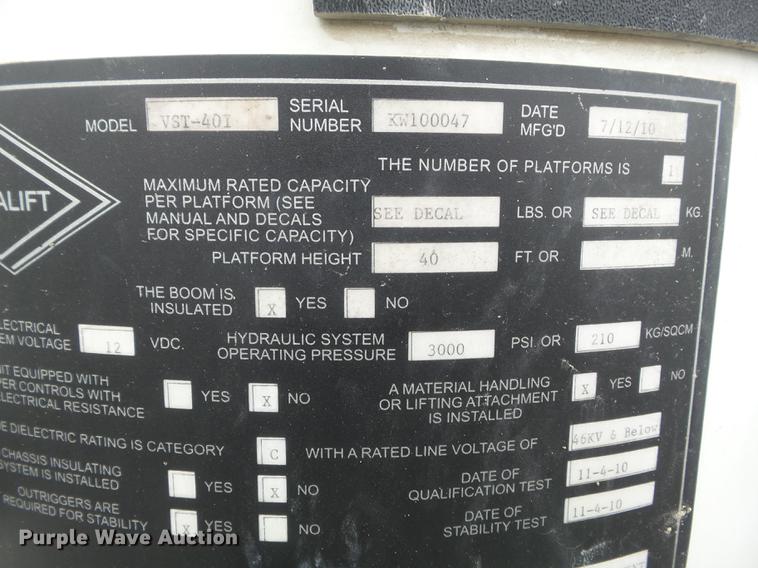 MODEL VST-40I SERIAL NUMBER KW100047 DATE MFG'D 7/12/10
THE NUMBER OF PLATFORMS IS 1
ALIFT
MAXIMUM RATED CAPACITY
PER PLATFORM (SEE
MANUAL AND DECALS
FOR SPECIFIC CAPACITY) SEE DECAL LBS. OR SEE DECAL KG.
PLATFORM HEIGHT 40 FT. OR M.
THE BOOM IS
INSULATED X YES NO
LECTRICAL
EM VOLTAGE 12 VDC. HYDRAULIC SYSTEM
OPERATING PRESSURE 3000 PSI. OR 210 KG/SQCM
IT EQUIPPED WITH
PER CONTROLS WITH
LECTRICAL RESISTANCE YES X NO
A MATERIAL HANDLING
OR LIFTING ATTACHMENT
IS INSTALLED X YES NO
E DIELECTRIC RATING IS CATEGORY C WITH A RATED LINE VOLTAGE OF 46KV & Below
CHASSIS INSULATING
SYSTEM IS INSTALLED YES X NO
DATE OF
QUALIFICATION TEST 11-4-10
OUTRIGGERS ARE
REQUIRED FOR STABILITY X YES NO
DATE OF
STABILITY TEST 11-4-10
Purple Wave Auction